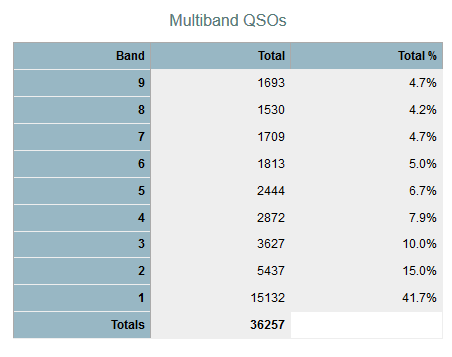 Multiband QSOs
Band Total Total %
9 1693 4.7%
8 1530 4.2%
7 1709 4.7%
6 1813 5.0%
5 2444 6.7%
4 2872 7.9%
3 3627 10.0%
2 5437 15.0%
1 15132 41.7%
Totals 36257